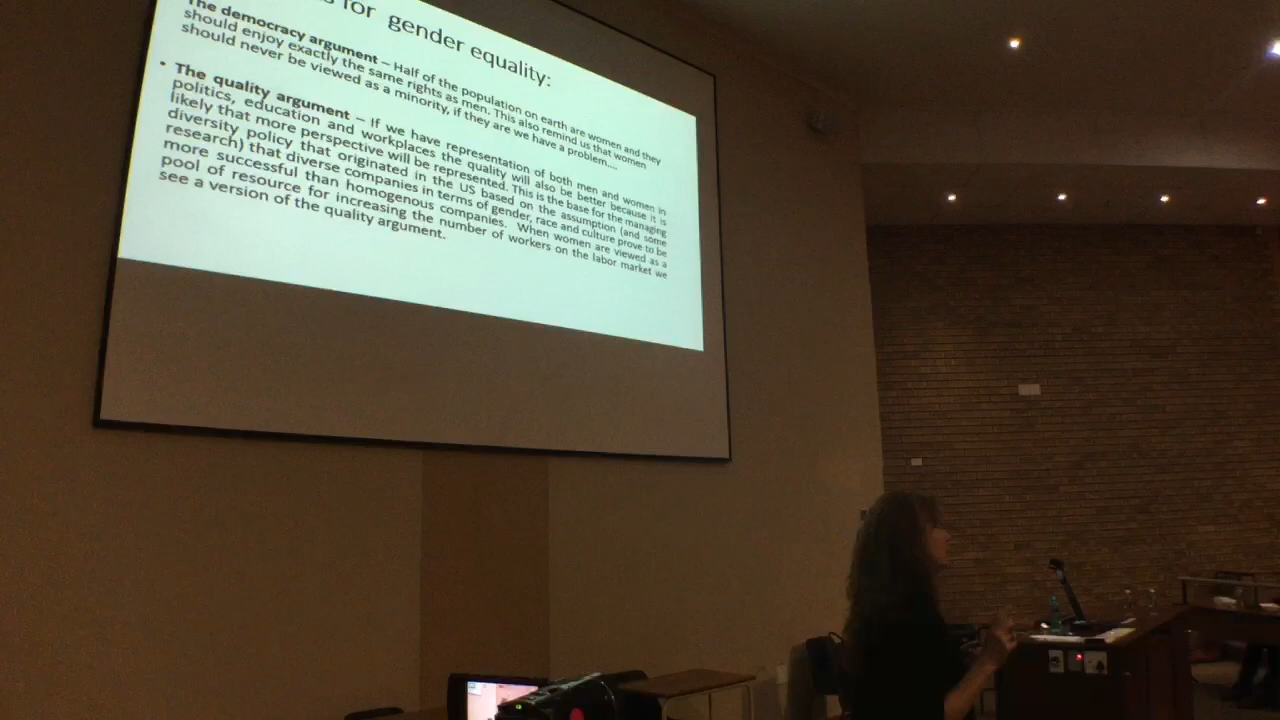 for gender equality:
The democracy argument – Half of the population on earth are women and they
should enjoy exactly the same rights as men. This also remind us that women
should never be viewed as a minority, if they are we have a problem....
• The quality argument – If we have representation of both men and women in
politics, education and workplaces the quality will also be better because it is
likely that more perspective will be represented. This is the base for the managing
diversity policy that originated in the US based on the assumption (and some
research) that diverse companies in terms of gender, race and culture prove to be
more successful than homogenous companies. When women are viewed as a
pool of resource for increasing the number of workers on the labor market we
see a version of the quality argument.